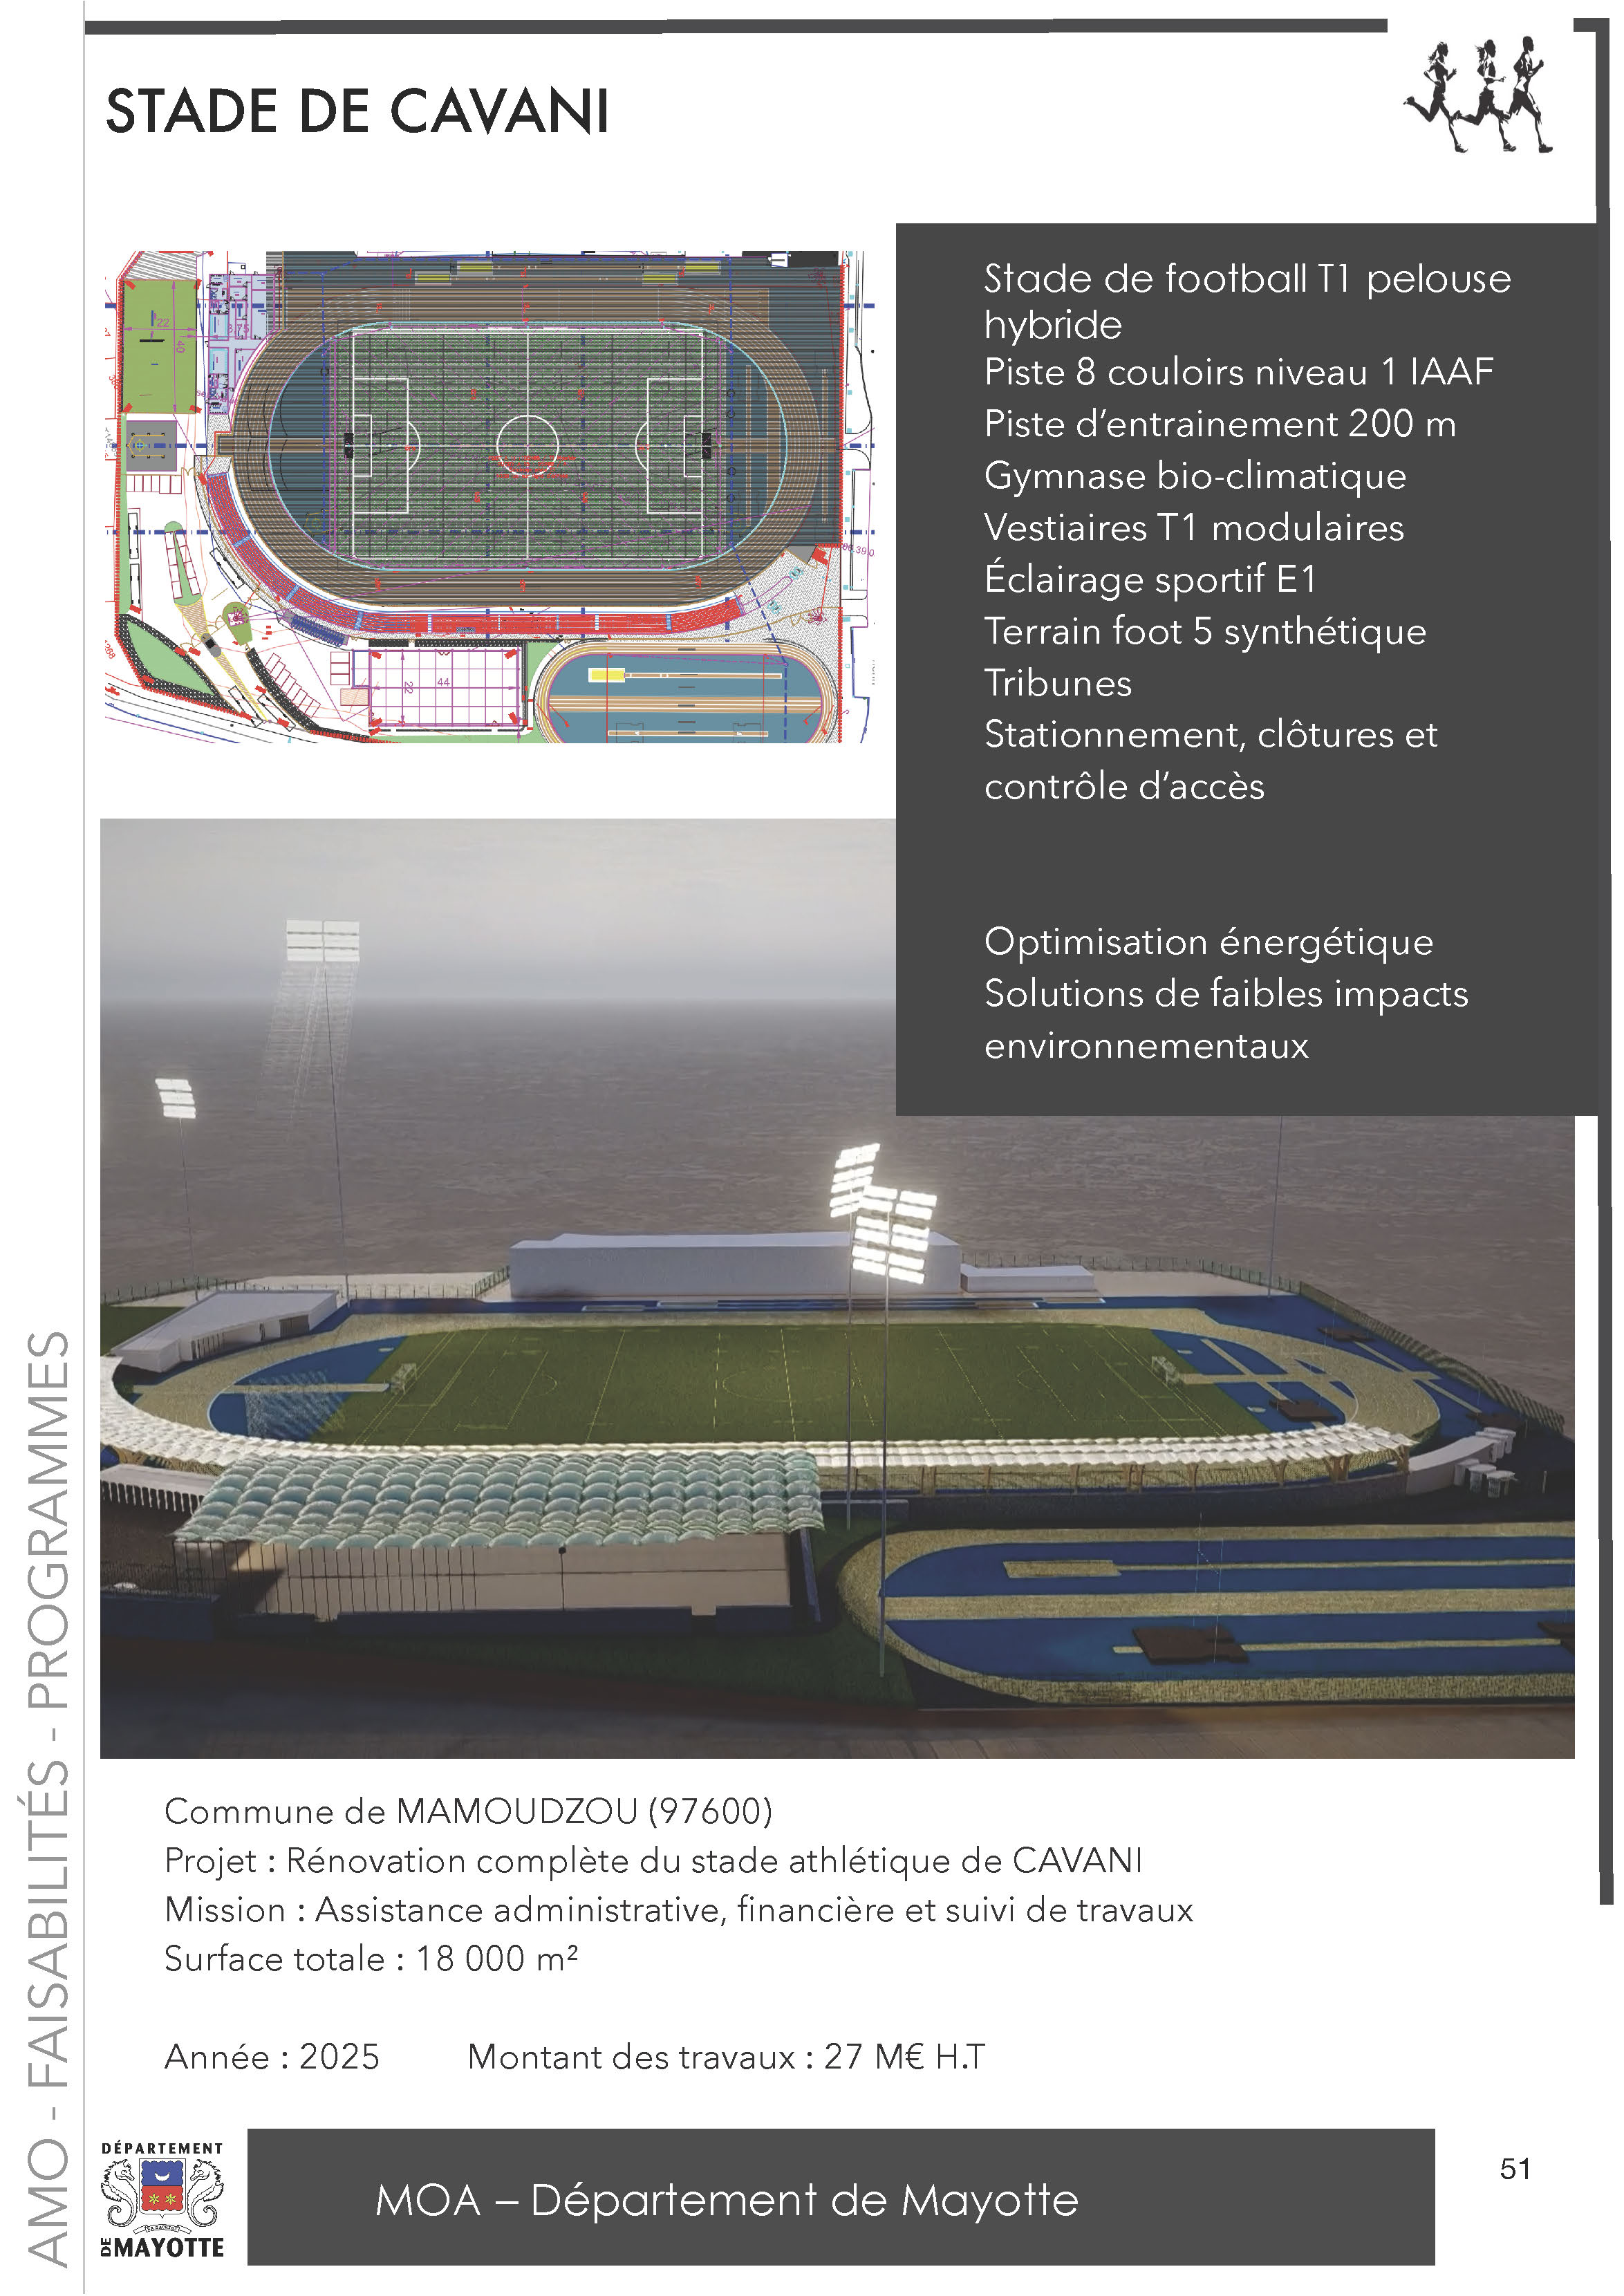 STADE DE CAVANI
Stade de football T1 pelouse
hybride
Piste 8 couloirs niveau 1 IAAF
Piste d’entrainement 200 m
Gymnase bio-climatique
Vestiaires T1 modulaires
Éclairage sportif E1
Terrain foot 5 synthétique
Tribunes
Stationnement, clôtures et
contrôle d’accès
Optimisation énergétique
Solutions de faibles impacts
environnementaux
22
40
44
22
Commune de MAMOUDZOU (97600)
Projet : Rénovation complète du stade athlétique de CAVANI
Mission : Assistance administrative, financière et suivi de travaux
Surface totale : 18 000 m²
Année : 2025 Montant des travaux : 27 M€ H.T
AMO - FAISABILITÉS - PROGRAMMES
DÉPARTEMENT
DE MAYOTTE
MOA – Département de Mayotte
51